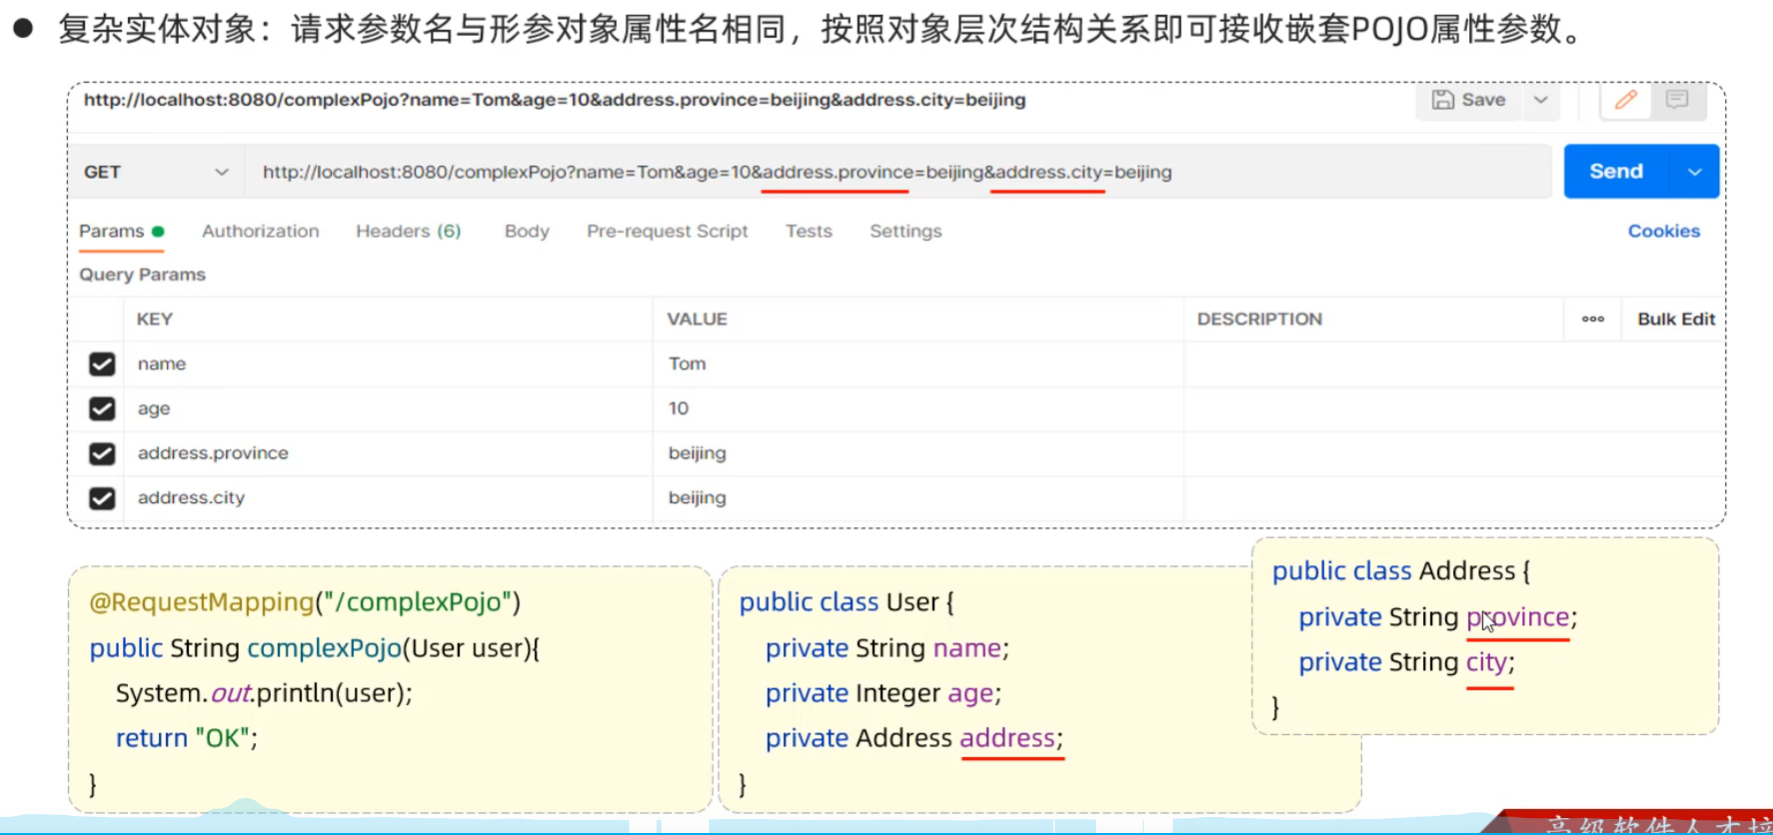 ● 复杂实体对象：请求参数名与形参对象属性名相同，按照对象层次结构关系即可接收嵌套POJO属性参数。
http://localhost:8080/complexPojo?name=Tom&age=10&address.province=beijing&address.city=beijing
Save
GET http://localhost:8080/complexPojo?name=Tom&age=10&address.province=beijing&address.city=beijing Send
Params Authorization Headers (6) Body Pre-request Script Tests Settings Cookies
Query Params
KEY VALUE DESCRIPTION ooo Bulk Edit
name Tom
age 10
address.province beijing
address.city beijing
@RequestMapping("/complexPojo")
public String complexPojo(User user){
System.out.println(user);
return "OK";
}
public class User {
private String name;
private Integer age;
private Address address;
}
public class Address {
private String province;
private String city;
}
高级软件人才培